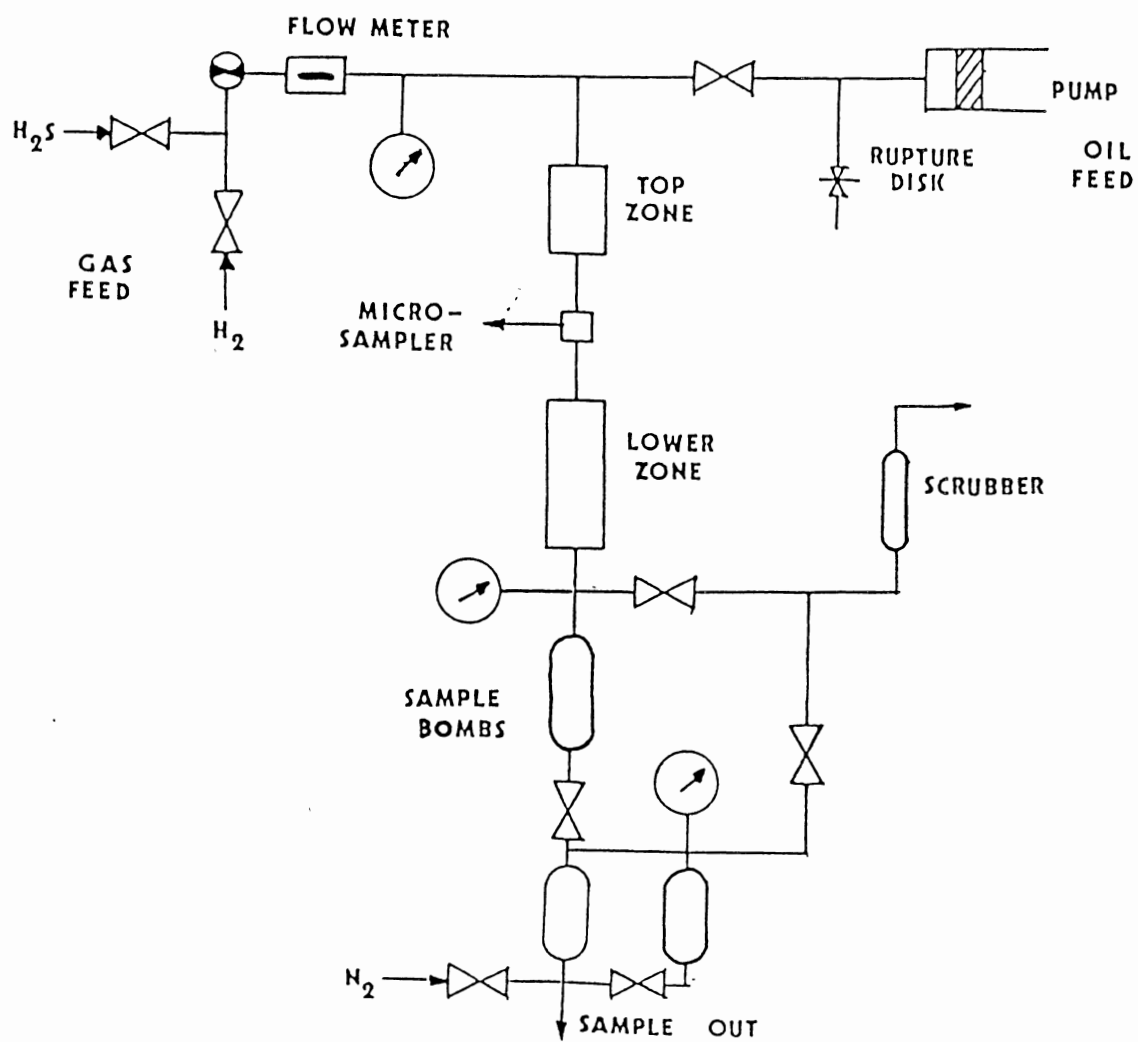 FLOW METER
PUMP
H₂S
OIL
FEED
RUPTURE
DISK
TOP
ZONE
GAS
FEED
H₂
MICRO-
SAMPLER
LOWER
ZONE
SCRUBBER
SAMPLE
BOMBS
N₂
SAMPLE OUT